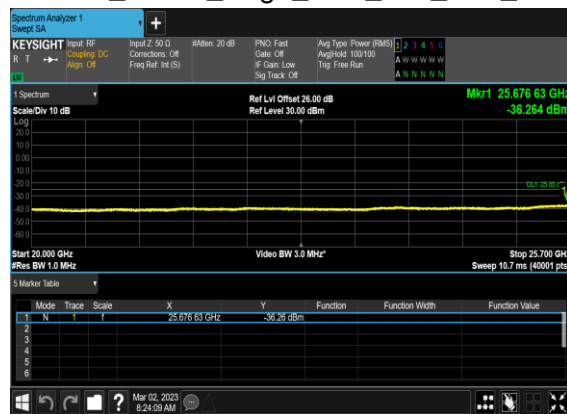 Spectrum Analyzer 1
Swept SA
+
KEYSIGHT Input: RF Input Z: 50 Ω #Atten: 20 dB PNO: Fast Avg Type: Power (RMS) 1 2 3 4 5 6
R T Coupling: DC Corrections: Off Gate: Off Avg|Hold: 100/100 A W W W W W
Align: Off Freq Ref: Int (S) IF Gain: Low Trig: Free Run
Sig Track: Off A N N N N N
1 Spectrum Ref Lvl Offset 26.00 dB Mkr1 25.676 63 GHz
Scale/Div 10 dB Ref Level 30.00 dBm -36.264 dBm
Log
20.0
10.0
0.00
-10.0
-20.0
-30.0
-40.0
-50.0
-60.0
1
Start 20.000 GHz Video BW 3.0 MHz* Stop 25.700 GHz
#Res BW 1.0 MHz Sweep 10.7 ms (40001 pts)
5 Marker Table
Mode Trace Scale X Y Function Function Width Function Value
1 N 1 f 25.676 63 GHz -36.26 dBm
2
3
4
5
6
? Mar 02, 2023
8:24:09 AM